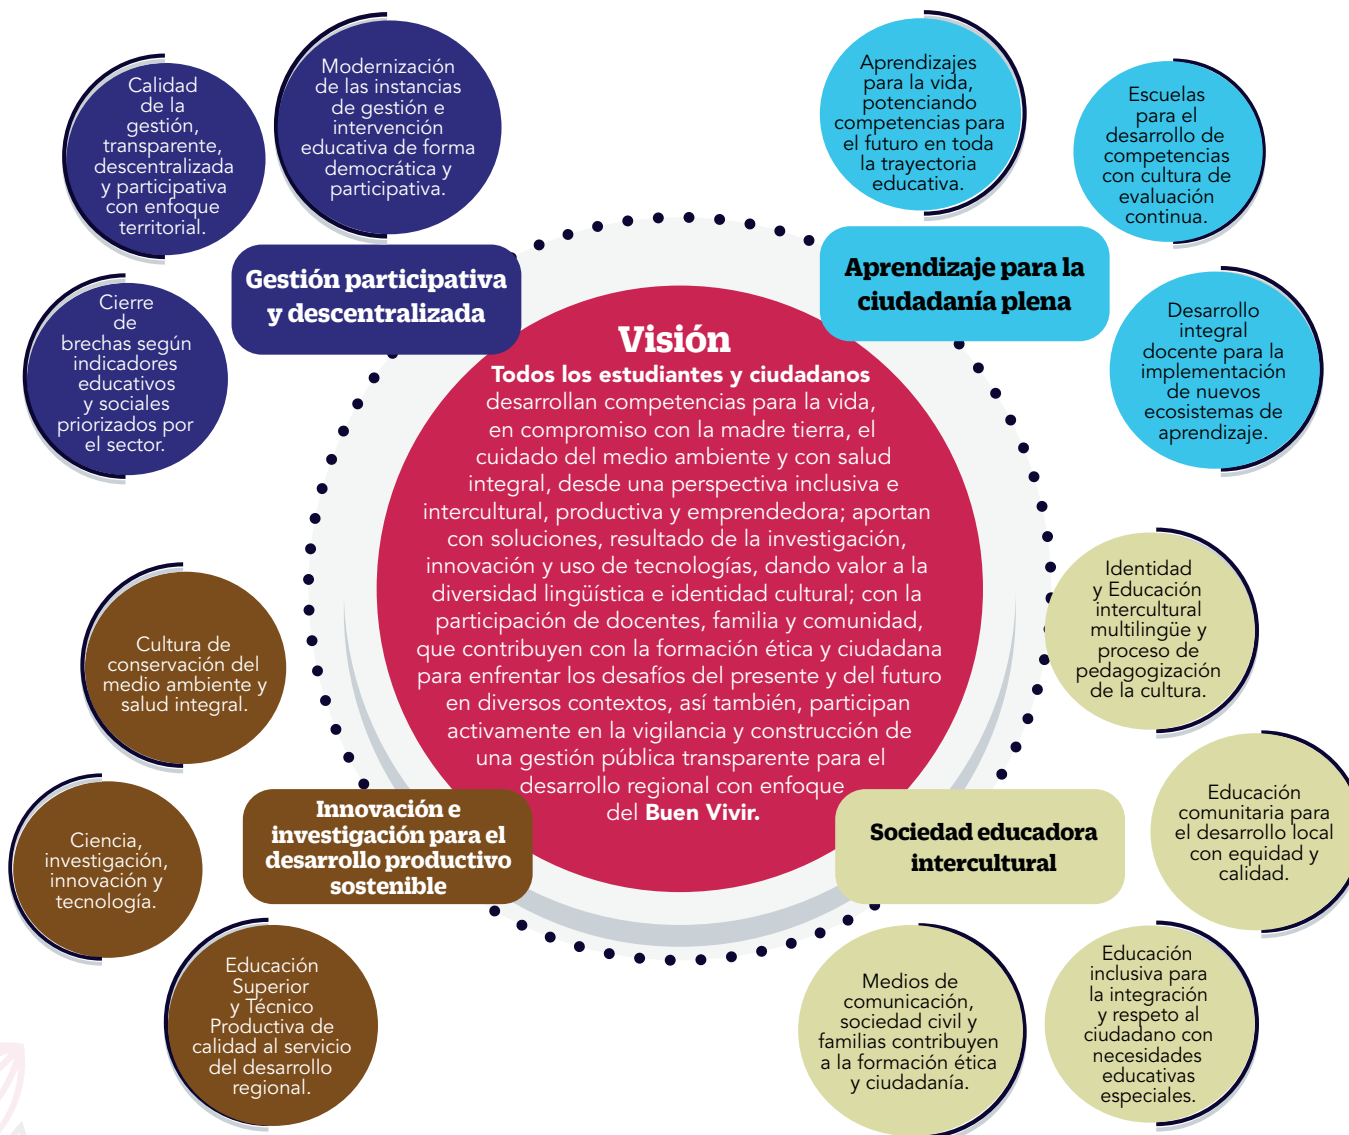 Calidad
de la
gestión,
transparente,
descentralizada
y participativa
con enfoque
territorial.
Modernización
de las instancias
de gestión e
intervención
educativa de forma
democrática y
participativa.
Cierre
de
brechas según
indicadores
educativos
y sociales
priorizados por
el sector.
Gestión participativa
y descentralizada
Aprendizajes
para la vida,
potenciando
competencias para
el futuro en toda
la trayectoria
educativa.
Escuelas
para el
desarrollo de
competencias
con cultura de
evaluación
continua.
Aprendizaje para la
ciudadanía plena
Desarrollo
integral
docente para la
implementación
de nuevos
ecosistemas de
aprendizaje.
Visión
Todos los estudiantes y ciudadanos
desarrollan competencias para la vida,
en compromiso con la madre tierra, el
cuidado del medio ambiente y con salud
integral, desde una perspectiva inclusiva e
intercultural, productiva y emprendedora; aportan
con soluciones, resultado de la investigación,
innovación y uso de tecnologías, dando valor a la
diversidad lingüística e identidad cultural; con la
participación de docentes, familia y comunidad,
que contribuyen con la formación ética y ciudadana
para enfrentar los desafíos del presente y del futuro
en diversos contextos, así también, participan
activamente en la vigilancia y construcción de
una gestión pública transparente para el
desarrollo regional con enfoque
del Buen Vivir.
Cultura de
conservación del
medio ambiente y
salud integral.
Ciencia,
investigación,
innovación y
tecnología.
Innovación e
investigación para el
desarrollo productivo
sostenible
Educación
Superior
y Técnico
Productiva de
calidad al servicio
del desarrollo
regional.
Identidad
y Educación
intercultural
multilingüe y
proceso de
pedagogización
de la cultura.
Educación
comunitaria para
el desarrollo local
con equidad y
calidad.
Sociedad educadora
intercultural
Medios de
comunicación,
sociedad civil y
familias contribuyen
a la formación ética
y ciudadanía.
Educación
inclusiva para
la integración
y respeto al
ciudadano con
necesidades
educativas
especiales.